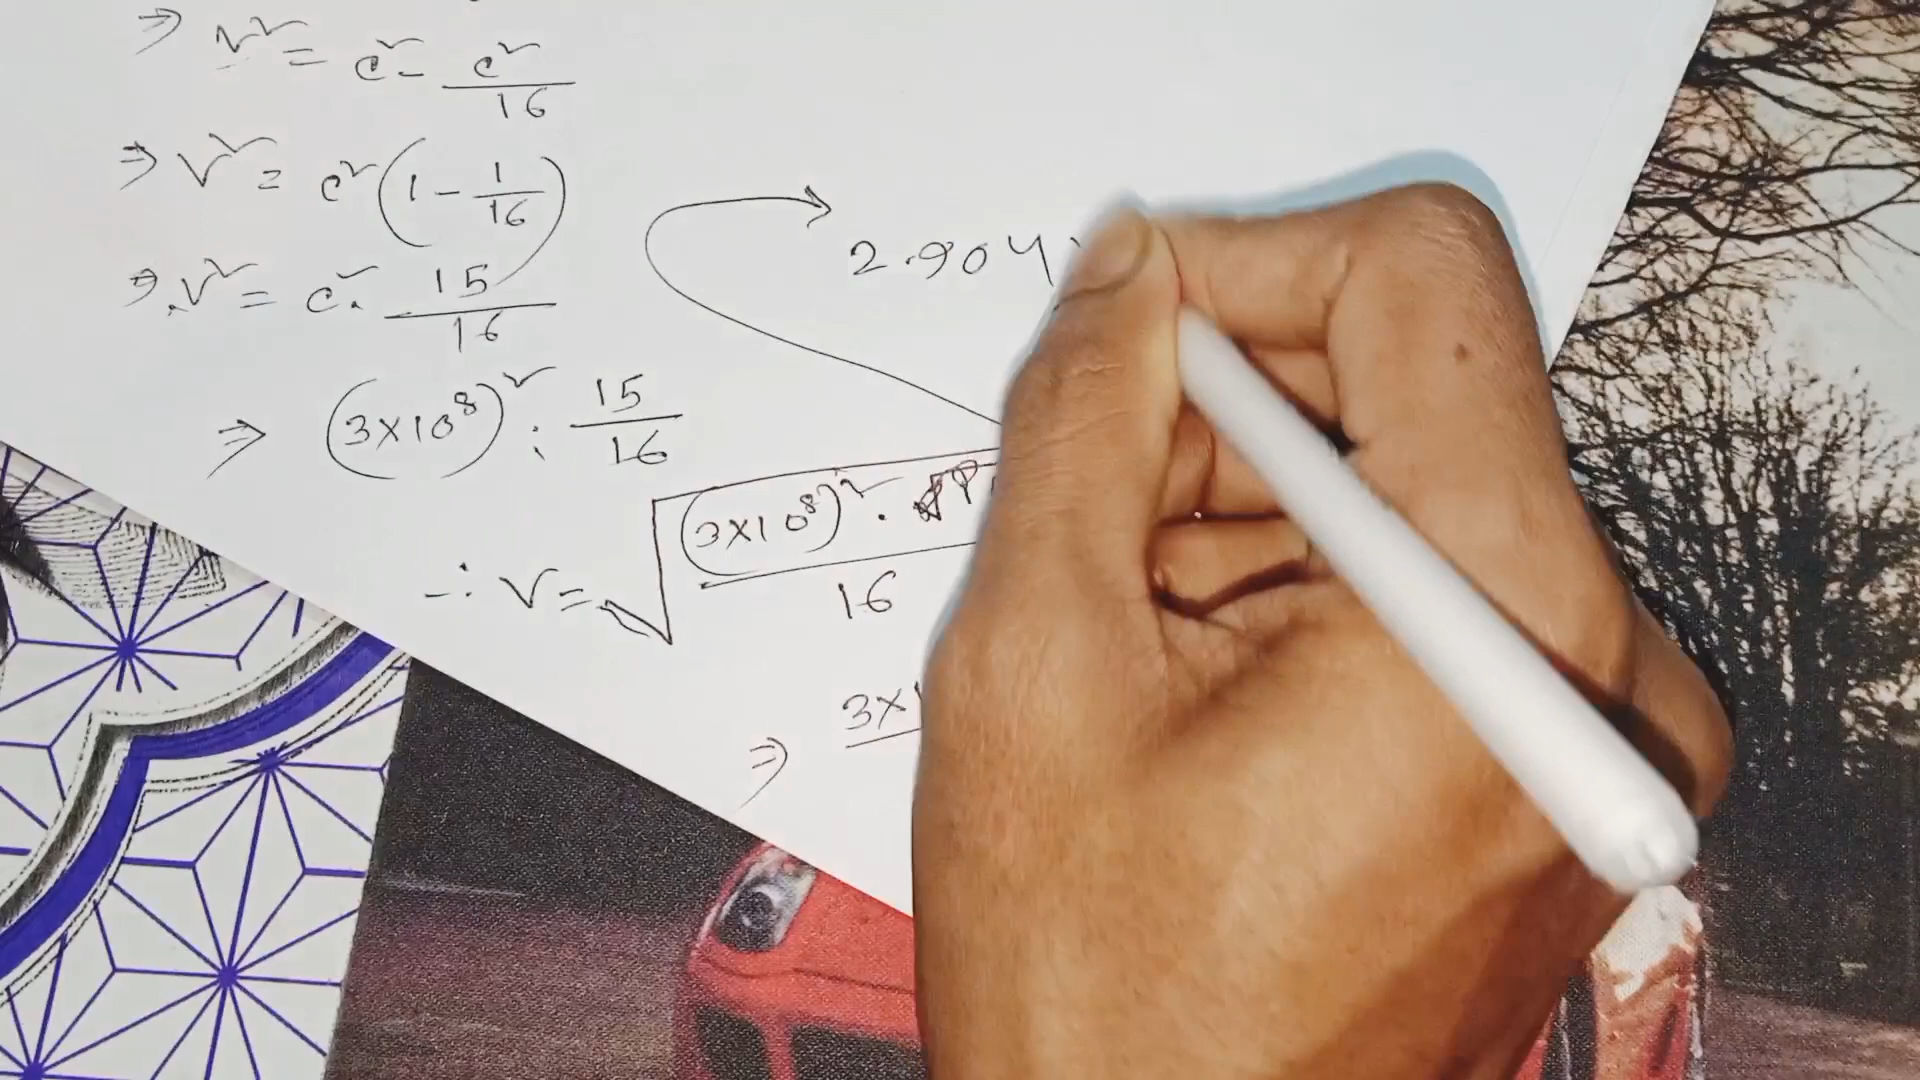 ⇒ v² = c² - c²/16
⇒ v² = c² (1 - 1/16)
⇒ v² = c² · 15/16
⇒ (3×10⁸)² · 15/16
2.904
∴ v = √((3×10⁸)² ·
16
⇒ 3×